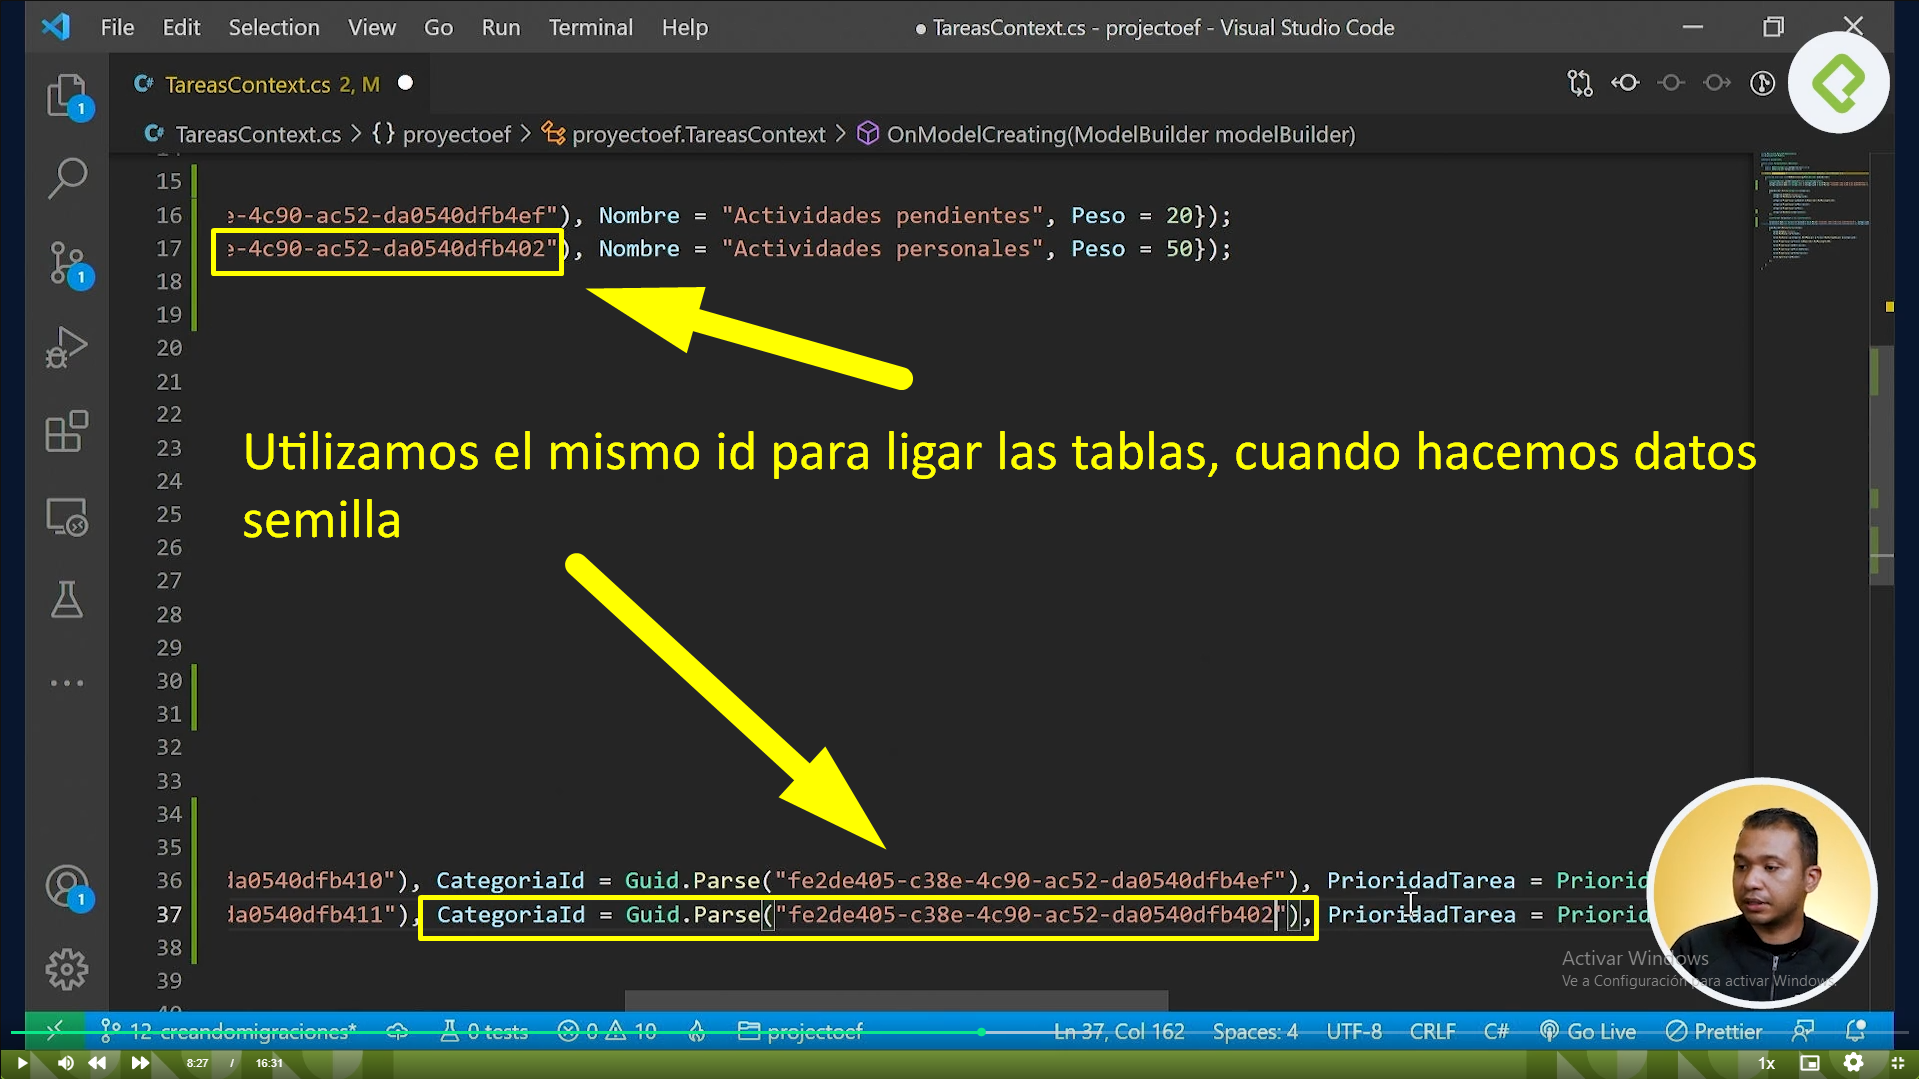 File Edit Selection View Go Run Terminal Help ● TareasContext.cs - projectoef - Visual Studio Code
TareasContext.cs 2, M
TareasContext.cs > {} proyectoef > proyectoef.TareasContext > OnModelCreating(ModelBuilder modelBuilder)
15
16 e-4c90-ac52-da0540dfb4ef"), Nombre = "Actividades pendientes", Peso = 20});
17 e-4c90-ac52-da0540dfb402"), Nombre = "Actividades personales", Peso = 50});
18
19
20
21
22
Utilizamos el mismo id para ligar las tablas, cuando hacemos datos
semilla
23
24
25
26
27
28
29
30
31
32
33
34
35
36 da0540dfb410"), CategoriaId = Guid.Parse("fe2de405-c38e-4c90-ac52-da0540dfb4ef"), PrioridadTarea = Priorid
37 da0540dfb411"), CategoriaId = Guid.Parse("fe2de405-c38e-4c90-ac52-da0540dfb402"), PrioridadTarea = Priorid
38
39
Activar Windows
Ve a Configuración para activar Windows.
1
1
1
12-creandomigraciones* 0 tests 0 10 projectoef Ln 37, Col 162 Spaces: 4 UTF-8 CRLF C# Go Live Prettier
8:27 / 16:31 1x